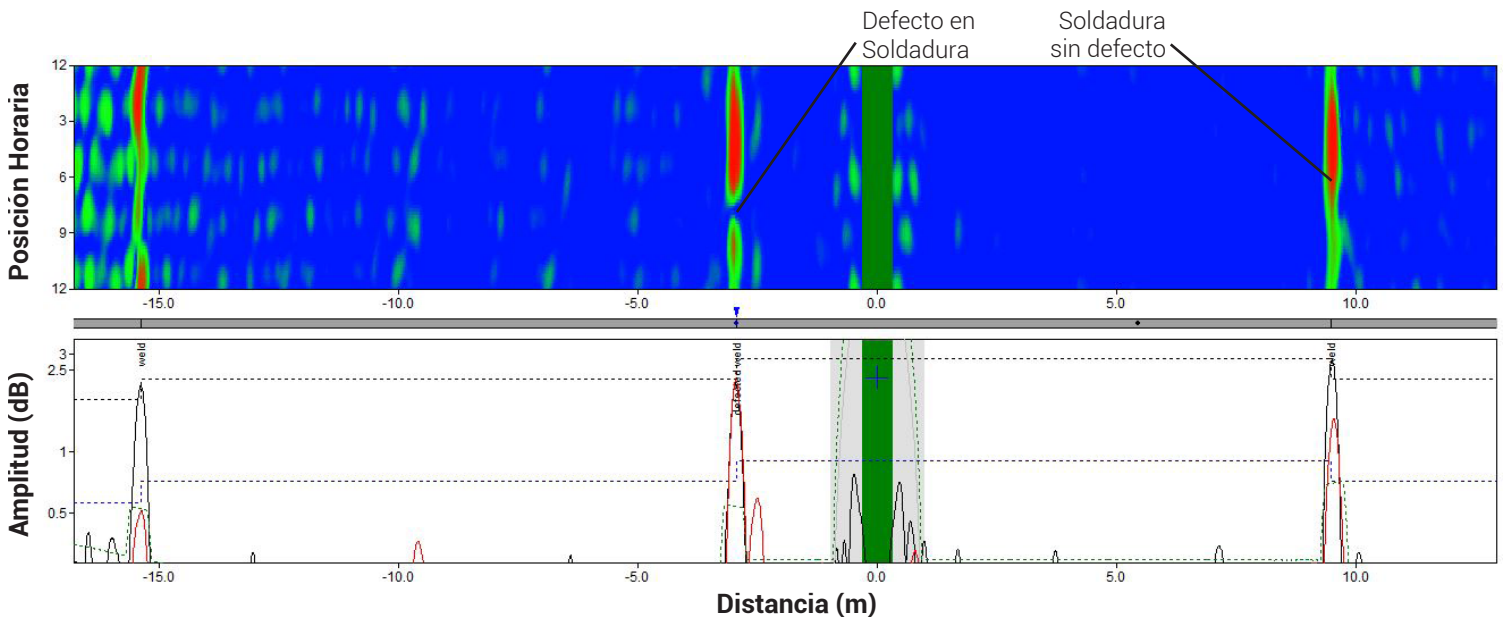 Defecto en
Soldadura
Soldadura
sin defecto
Posición Horaria
12
3
6
9
12
-15.0
-10.0
-5.0
0.0
5.0
10.0
Amplitud (dB)
3
2.5
1
0.5
weld
defected weld
weld
-15.0
-10.0
-5.0
0.0
5.0
10.0
Distancia (m)